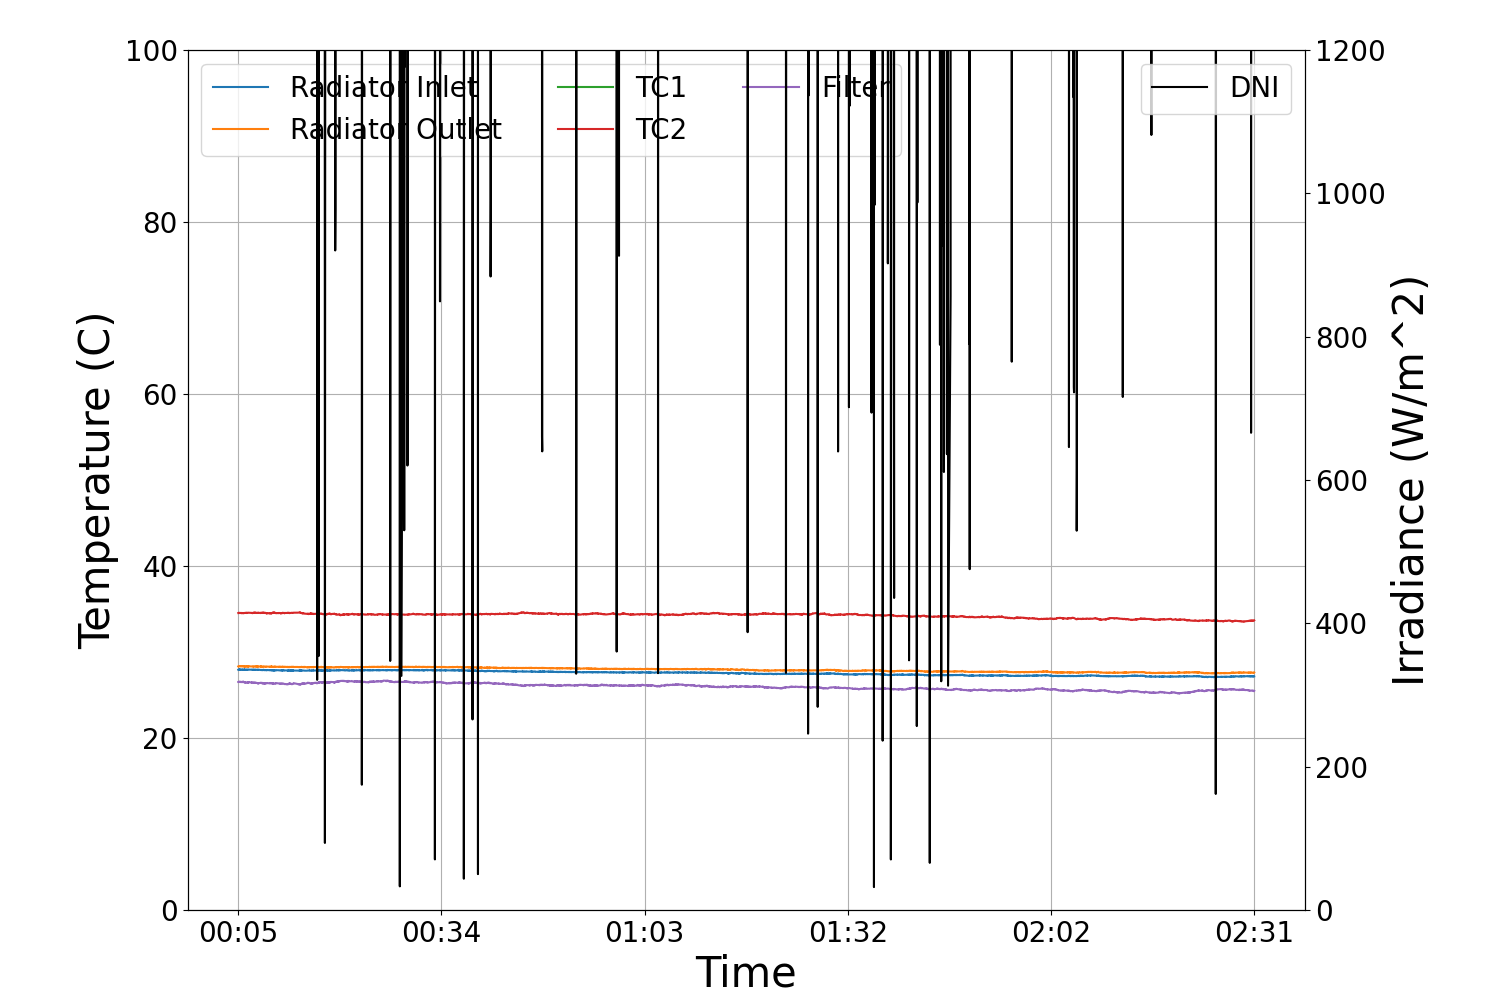 100
80
60
40
20
0
Temperature (C)
Radiator Inlet
Radiator Outlet
TC1
TC2
Filter
DNI
1200
1000
800
600
400
200
0
Irradiance (W/m^2)
00:05 00:34 01:03 01:32 02:02 02:31
Time